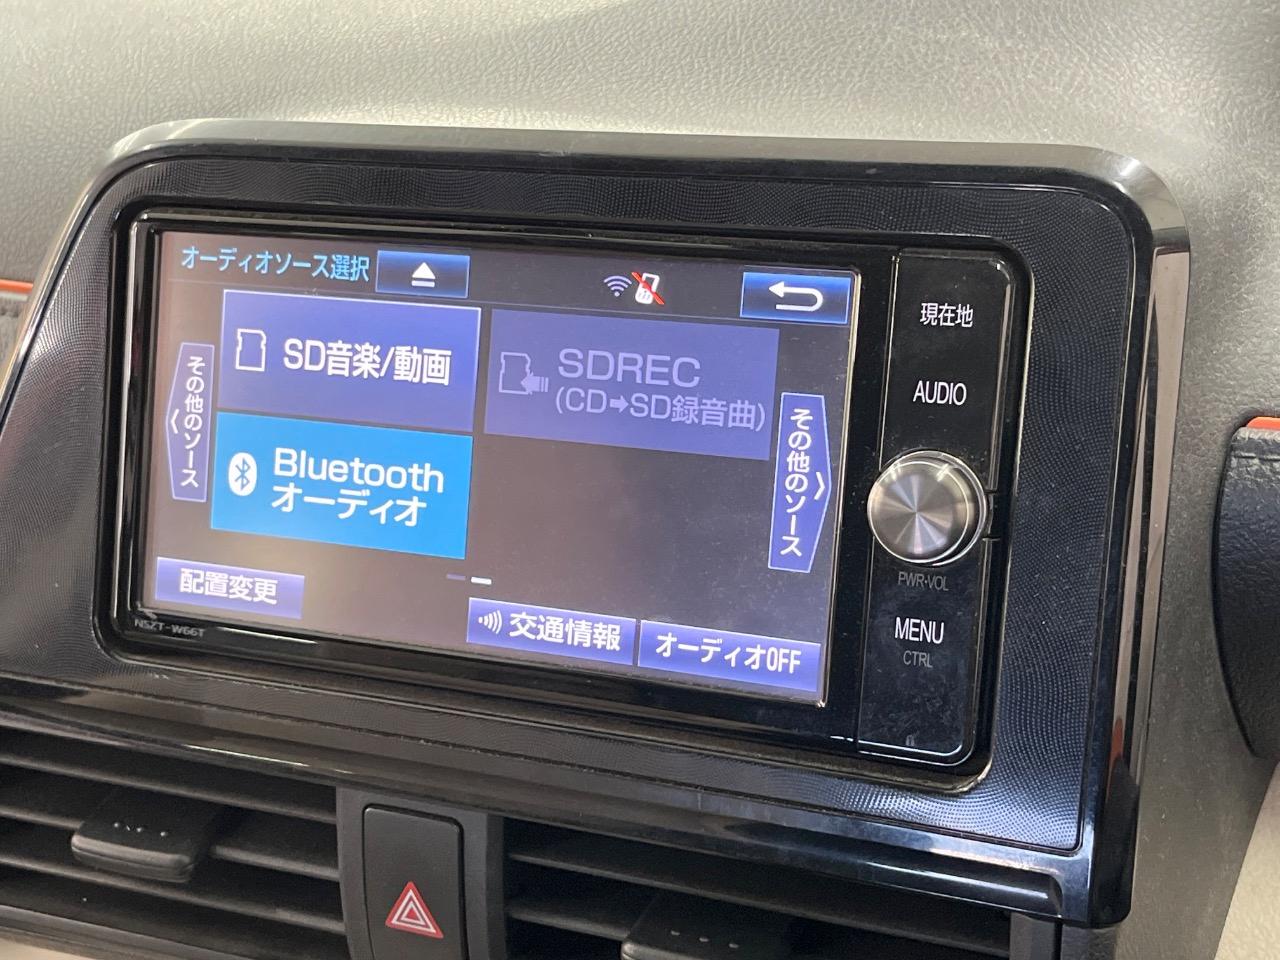 オーディオソース選択
現在地
SD音楽/動画
SDREC
(CD➡SD録音曲)
AUDIO
その他のソース
その他のソース
Bluetooth
オーディオ
PWR・VOL
配置変更
交通情報
オーディオOFF
MENU
CTRL
NSZT-W66T